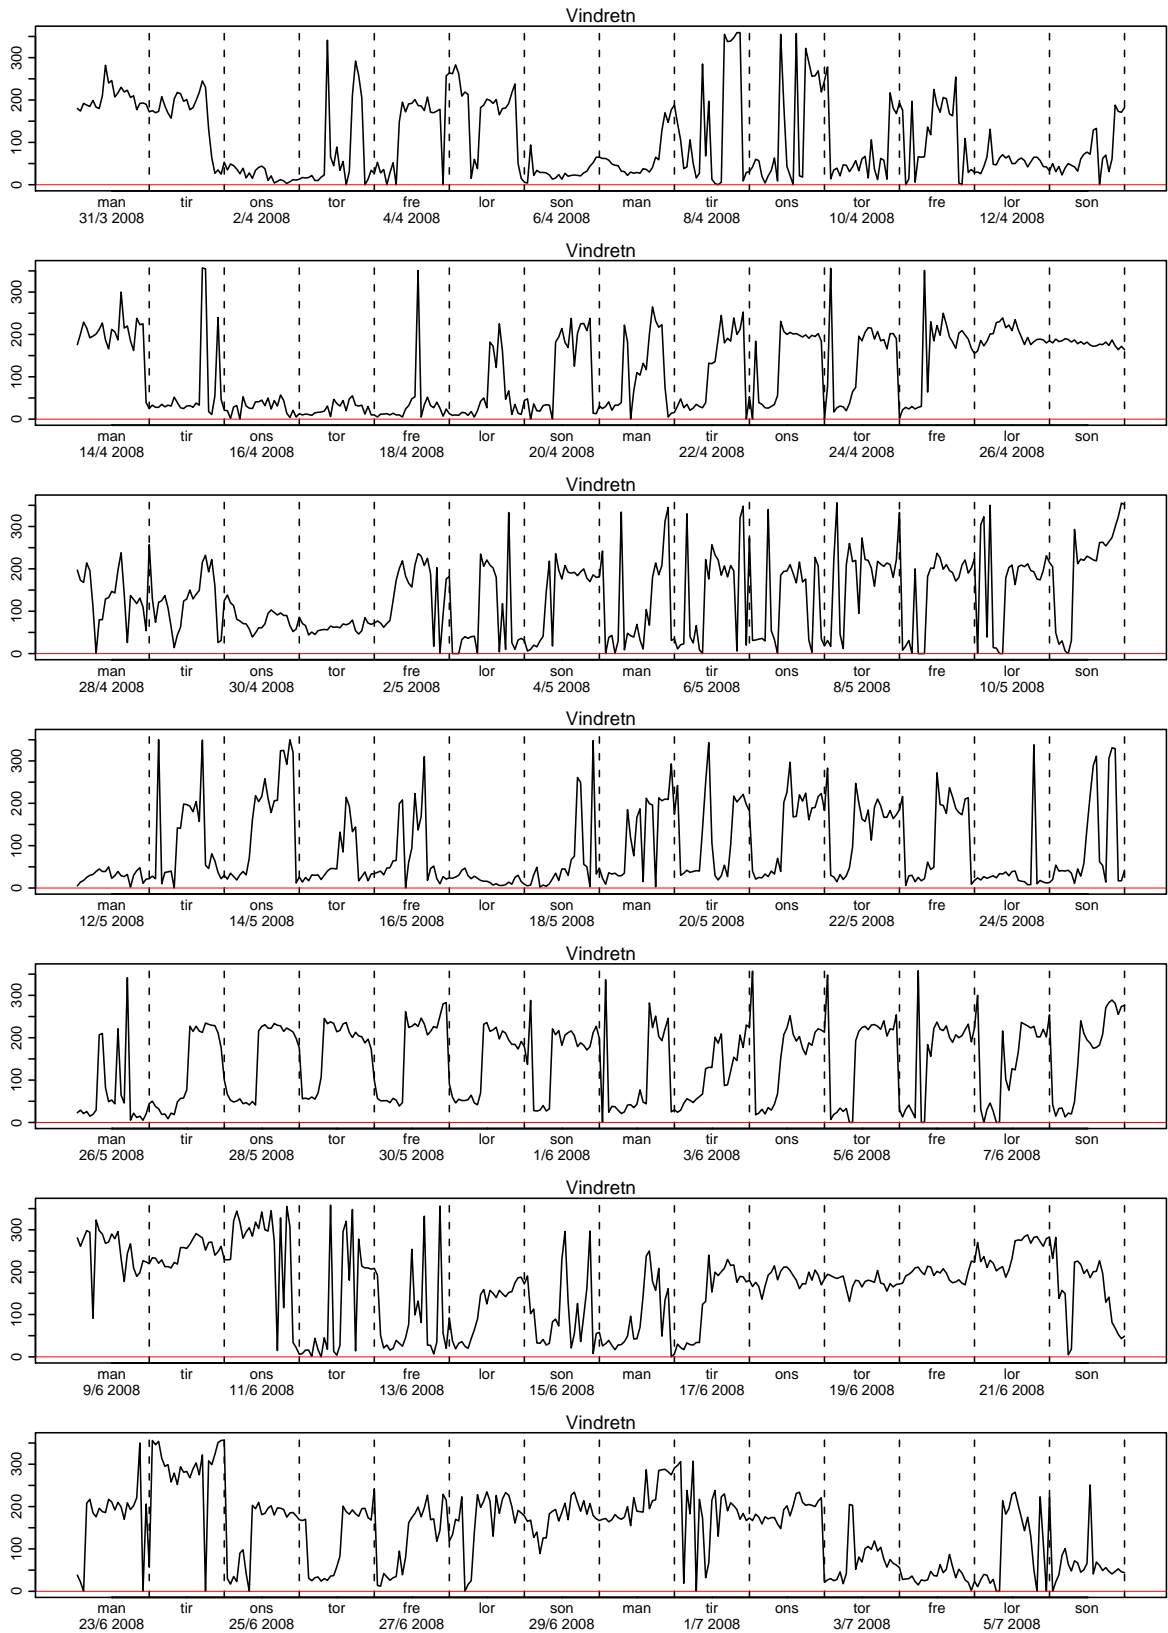 Vindretn
0 100 200 300
man tir ons tor fre lor son man tir ons tor fre lor son
31/3 2008 2/4 2008 4/4 2008 6/4 2008 8/4 2008 10/4 2008 12/4 2008
Vindretn
0 100 200 300
man tir ons tor fre lor son man tir ons tor fre lor son
14/4 2008 16/4 2008 18/4 2008 20/4 2008 22/4 2008 24/4 2008 26/4 2008
Vindretn
0 100 200 300
man tir ons tor fre lor son man tir ons tor fre lor son
28/4 2008 30/4 2008 2/5 2008 4/5 2008 6/5 2008 8/5 2008 10/5 2008
Vindretn
0 100 200 300
man tir ons tor fre lor son man tir ons tor fre lor son
12/5 2008 14/5 2008 16/5 2008 18/5 2008 20/5 2008 22/5 2008 24/5 2008
Vindretn
0 100 200 300
man tir ons tor fre lor son man tir ons tor fre lor son
26/5 2008 28/5 2008 30/5 2008 1/6 2008 3/6 2008 5/6 2008 7/6 2008
Vindretn
0 100 200 300
man tir ons tor fre lor son man tir ons tor fre lor son
9/6 2008 11/6 2008 13/6 2008 15/6 2008 17/6 2008 19/6 2008 21/6 2008
Vindretn
0 100 200 300
man tir ons tor fre lor son man tir ons tor fre lor son
23/6 2008 25/6 2008 27/6 2008 29/6 2008 1/7 2008 3/7 2008 5/7 2008